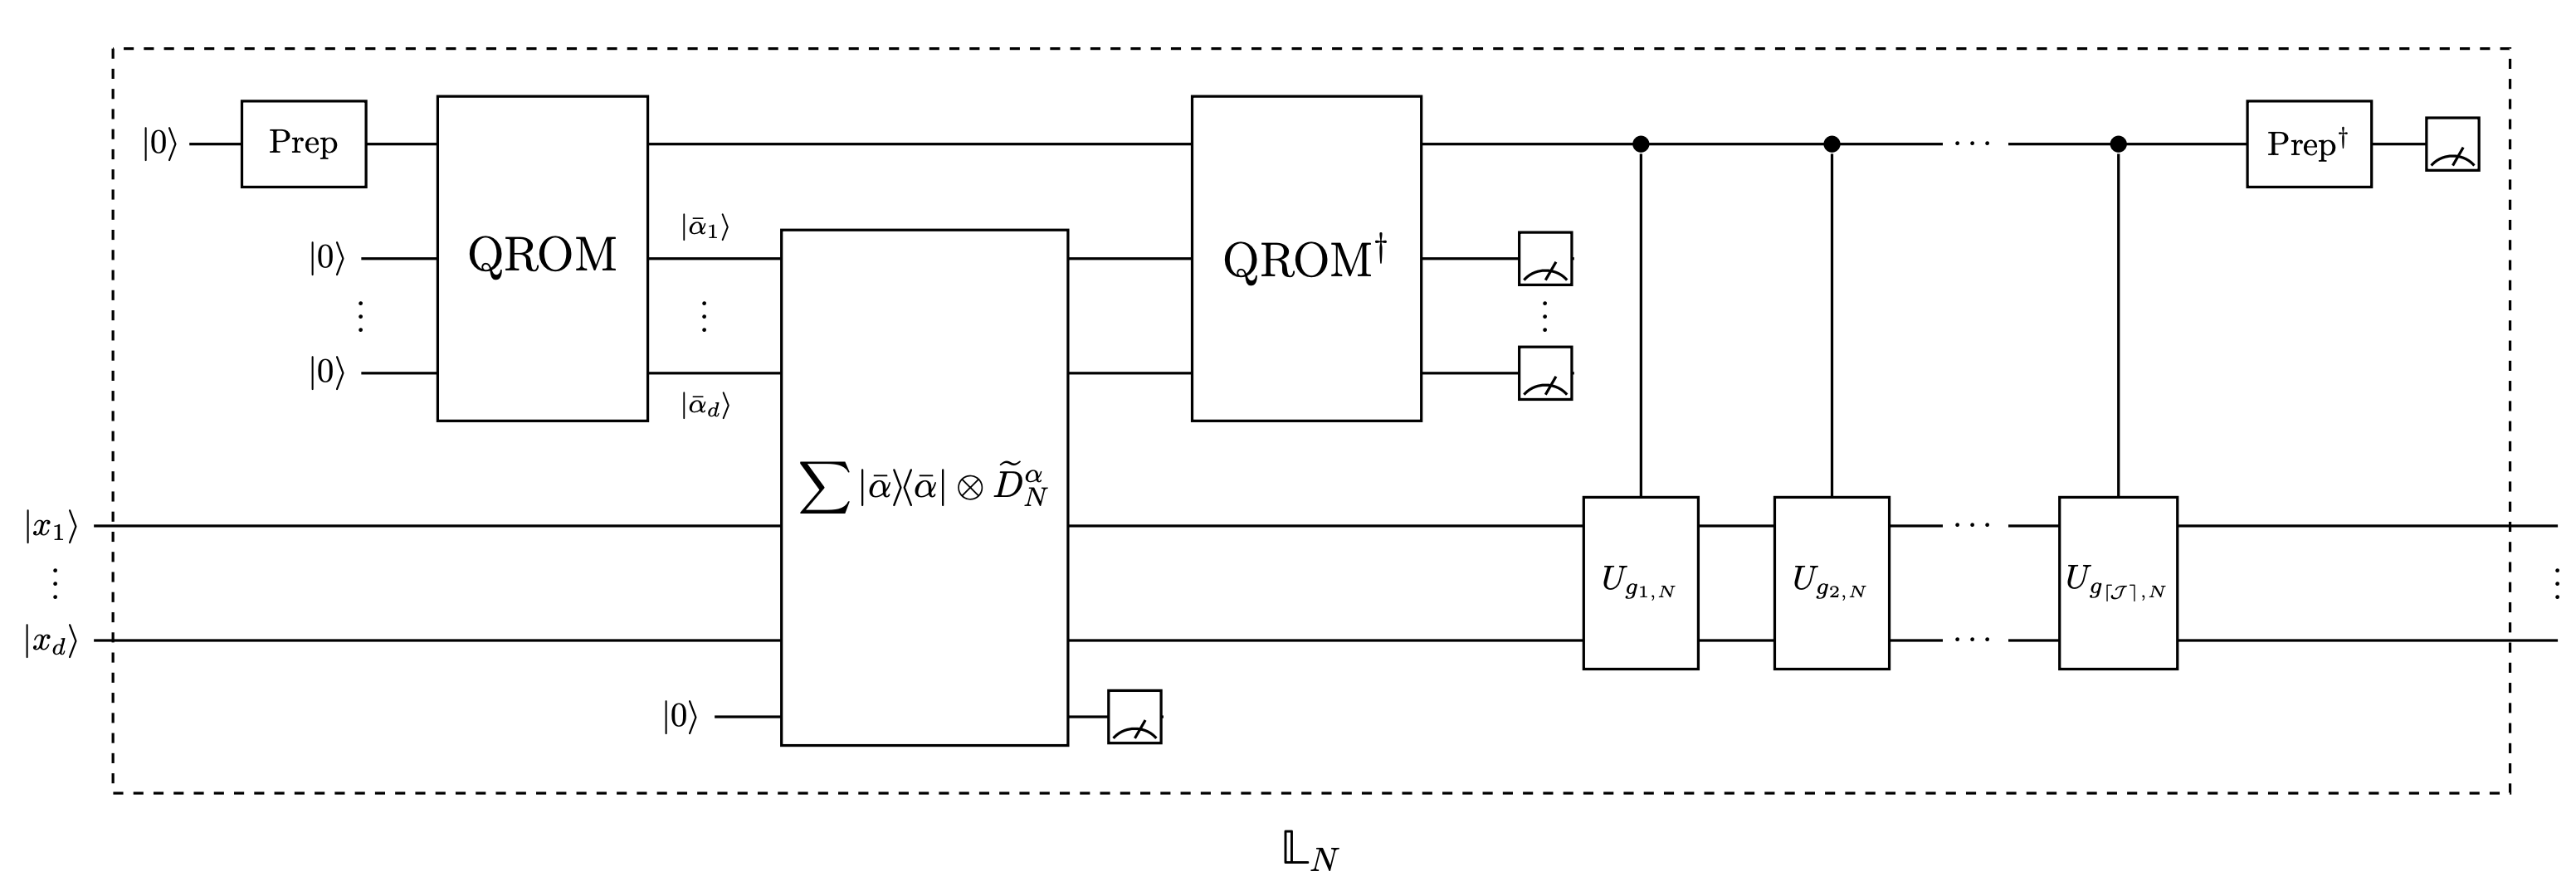 |0⟩ Prep QROM QROM† · · · Prep†
|ᾱ₁⟩
|0⟩
⋮ ⋮ ⋮
|0⟩
|ᾱ_d⟩
∑ |ᾱ⟩⟨ᾱ| ⊗ D̃_N^α
|x₁⟩ · · ·
⋮ U_{g_{1,N}} U_{g_{2,N}} U_{g_{⌈𝒥⌉,N}} ⋮
|x_d⟩ · · ·
|0⟩
𝕃_N